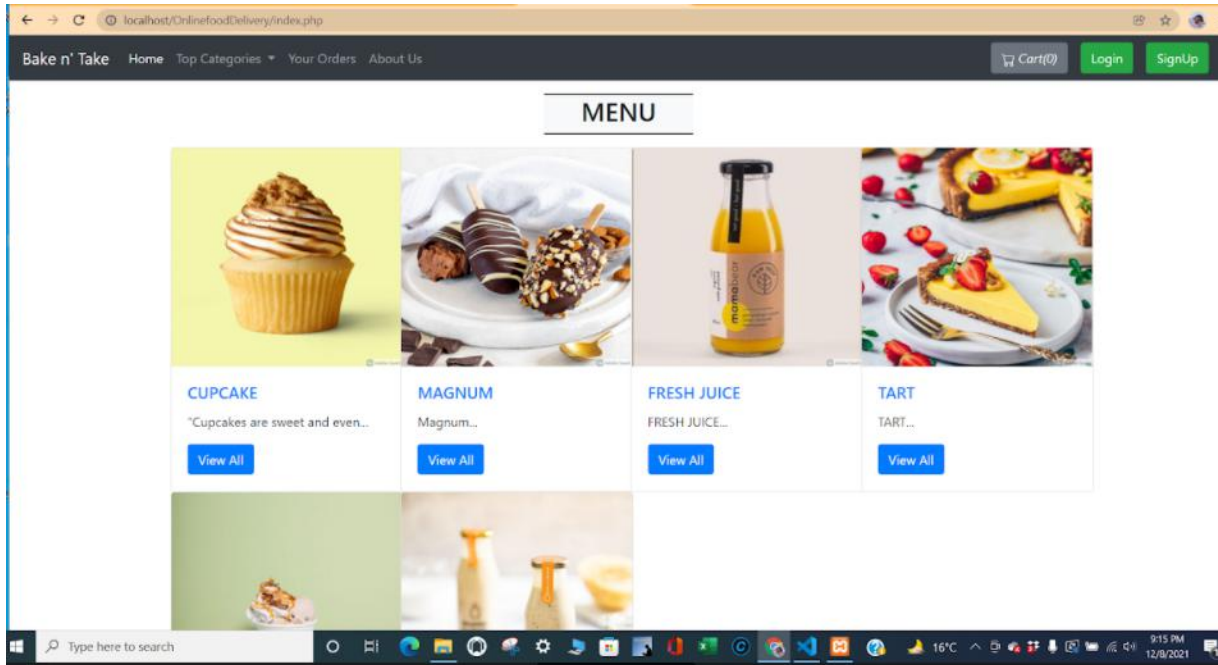 localhost/OnlinefoodDelivery/index.php
Bake n' Take Home Top Categories Your Orders About Us Cart(0) Login SignUp
MENU
mamabear
CUPCAKE MAGNUM FRESH JUICE TART
"Cupcakes are sweet and even... Magnum... FRESH JUICE... TART...
View All View All View All View All
Type here to search
16°C
9:15 PM
12/8/2021